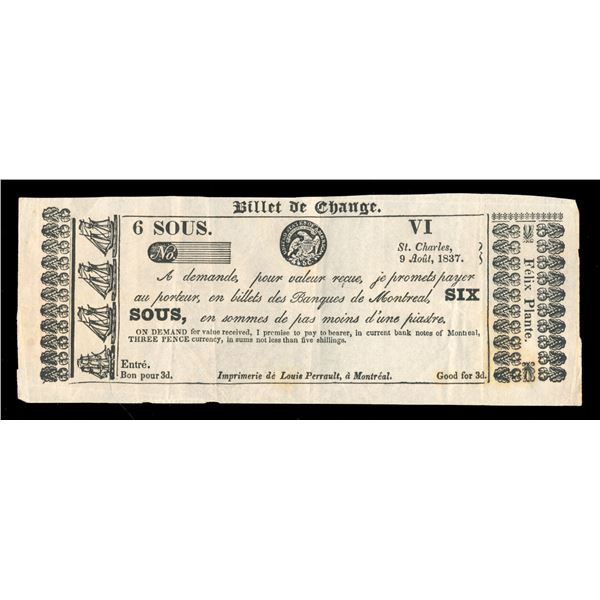 Billet de Change.
6 SOUS.
VI
No.
St. Charles,
9 Août, 1837.
A demande, pour valeur reçue, je promets payer
au porteur, en billets des Banques de Montreal, SIX
SOUS, en sommes de pas moins d'une piastre.
ON DEMAND for value received, I promise to pay to bearer, in current bank notes of Montreal,
THREE PENCE currency, in sums not less than five shillings.
Entré.
Bon pour 3d.
Imprimerie de Louis Perrault, à Montréal.
Good for 3d.
Félix Plante.